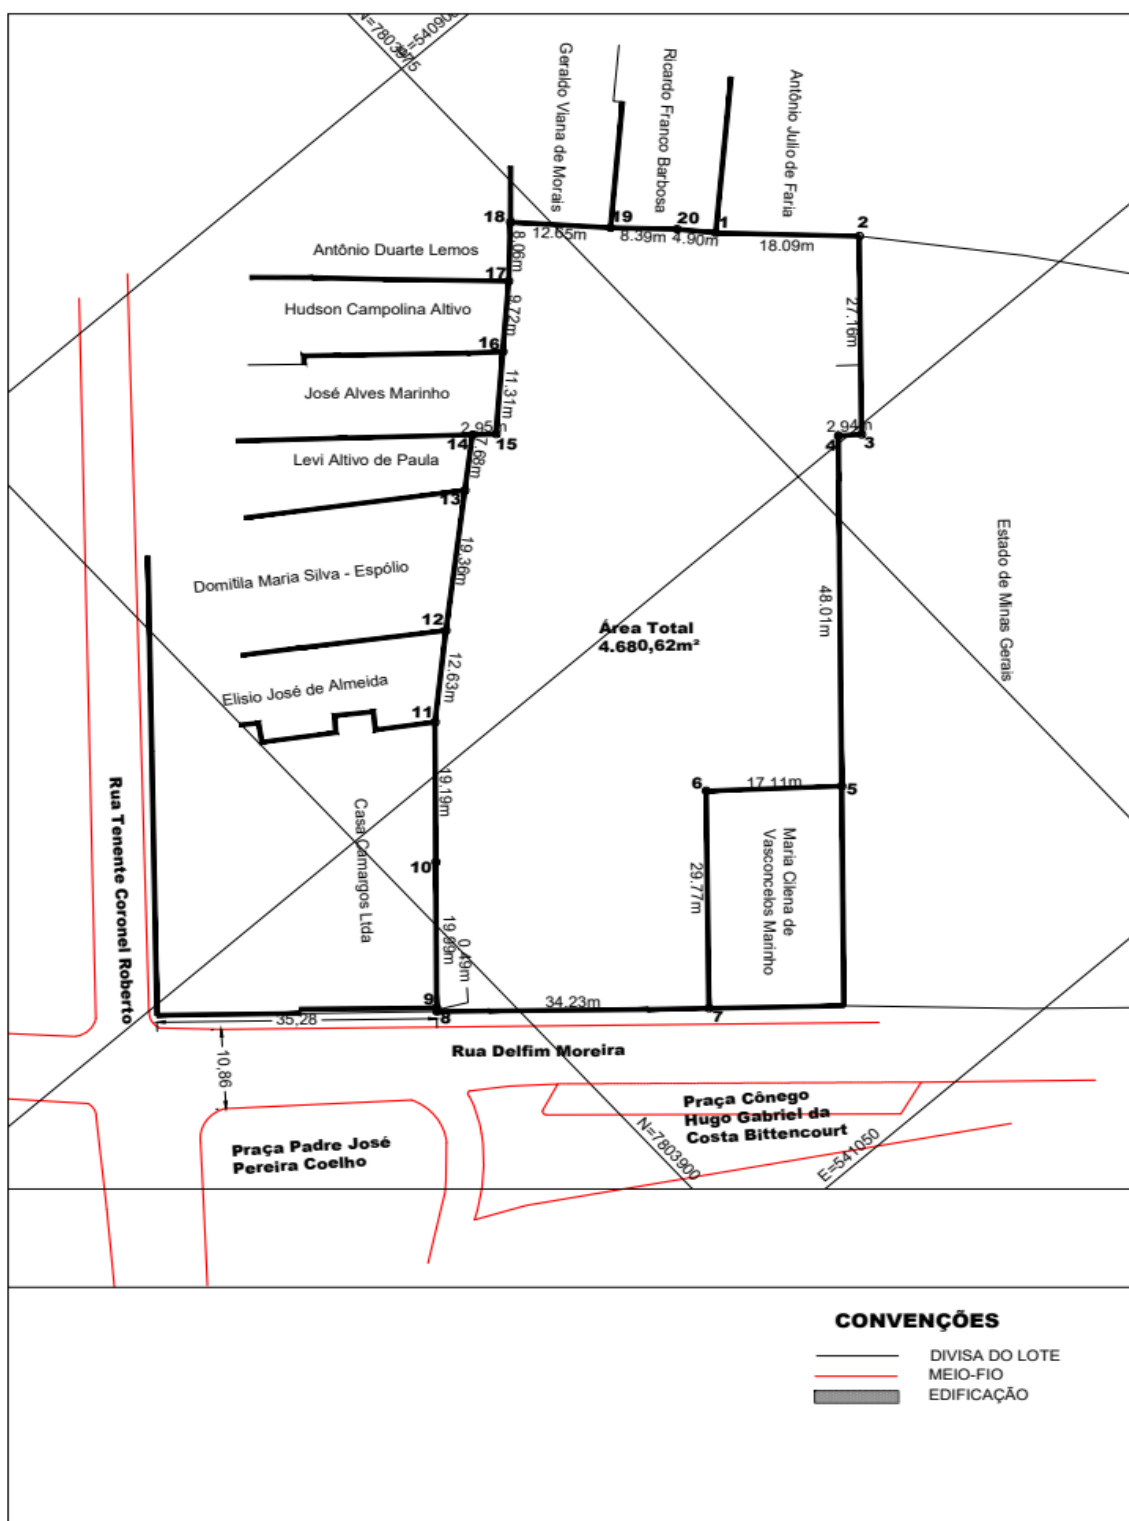 N=7803975
E=540900
Geraldo Viana de Morais
Ricardo Franco Barbosa
Antônio Julio de Faria
18
19
20
1
2
12.65m
8.39m
4.90m
18.09m
8.06m
Antônio Duarte Lemos
17
Hudson Campolina Altivo
9.72m
27.16m
16
José Alves Marinho
11.31m
2.95m
2.94m
14
15
4
3
Levi Altivo de Paula
7.68m
13
19.36m
Domitila Maria Silva - Espólio
Estado de Minas Gerais
48.01m
12
Área Total
4.680,62m²
12.63m
Elisio José de Almeida
11
19.19m
6
17.11m
5
Rua Tenente Coronel Roberto
Casa Camargos Ltda
10
29.77m
Maria Cilena de
Vasconcelos Marinho
19.99m
0.49m
9
8
34.23m
7
35,28
Rua Delfim Moreira
10,86
Praça Cônego
Hugo Gabriel da
Costa Bittencourt
Praça Padre José
Pereira Coelho
N=7803900
E=541050
CONVENÇÕES
DIVISA DO LOTE
MEIO-FIO
EDIFICAÇÃO